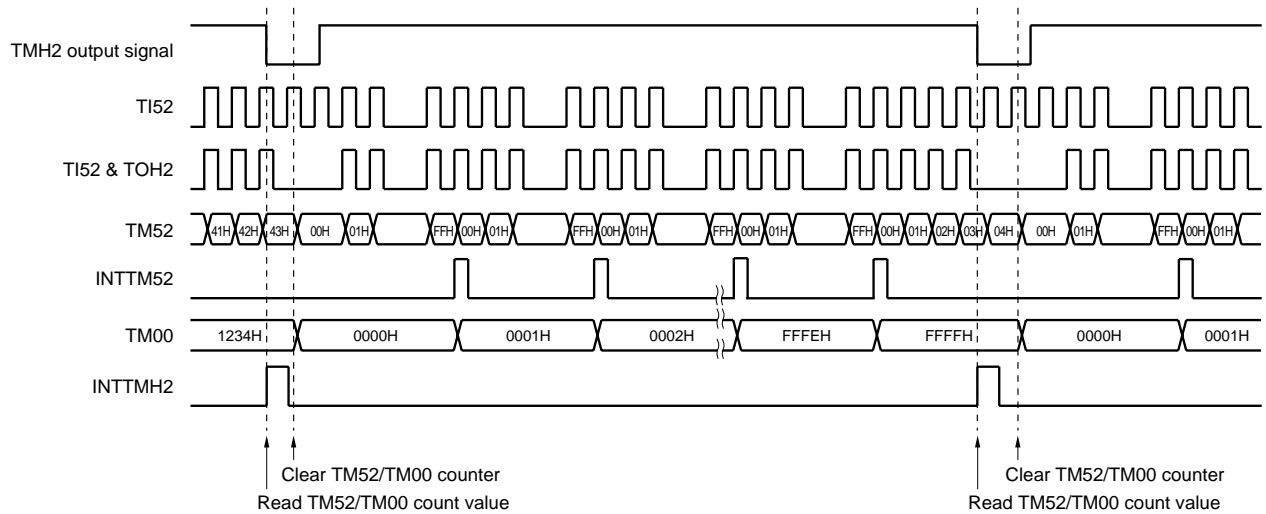 TMH2 output signal
TI52
TI52 & TOH2
TM52 41H 42H 43H 00H 01H FFH 00H 01H FFH 00H 01H FFH 00H 01H FFH 00H 01H 02H 03H 04H 00H 01H FFH 00H 01H
INTTM52
TM00 1234H 0000H 0001H 0002H FFFEH FFFFH 0000H 0001H
INTTMH2
Clear TM52/TM00 counter Clear TM52/TM00 counter
Read TM52/TM00 count value Read TM52/TM00 count value